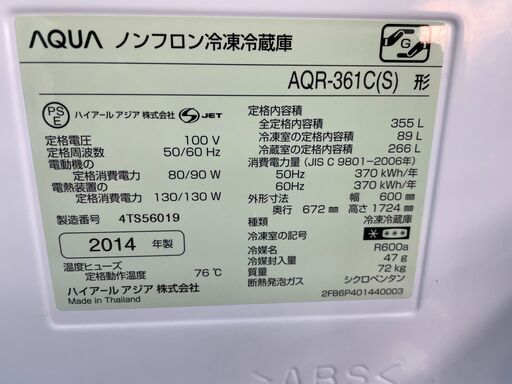 AQUA ノンフロン冷凍冷蔵庫
G
AQR-361C(S) 形
PS E ハイアール アジア 株式会社 S JET
定格電圧 100 V
定格周波数 50/60 Hz
電動機の
定格消費電力 80/90 W
電熱装置の
定格消費電力 130/130 W
製造番号 4TS56019
2014 年製
温度ヒューズ
定格動作温度 76℃
ハイアール アジア 株式会社
Made in Thailand
定格内容積
全定格内容積 355 L
冷凍室の定格内容積 89 L
冷蔵室の定格内容積 266 L
消費電力量 (JIS C 9801-2006年)
50Hz 370 kWh/年
60Hz 370 kWh/年
外形寸法 幅 600 mm
奥行 672 mm 高さ 1724 mm
種類 冷凍冷蔵庫
冷凍室の記号 * ***
冷媒名 R600a
冷媒封入量 47 g
質量 72 kg
断熱発泡ガス シクロペンタン
2FB6P401440003
>ABS<